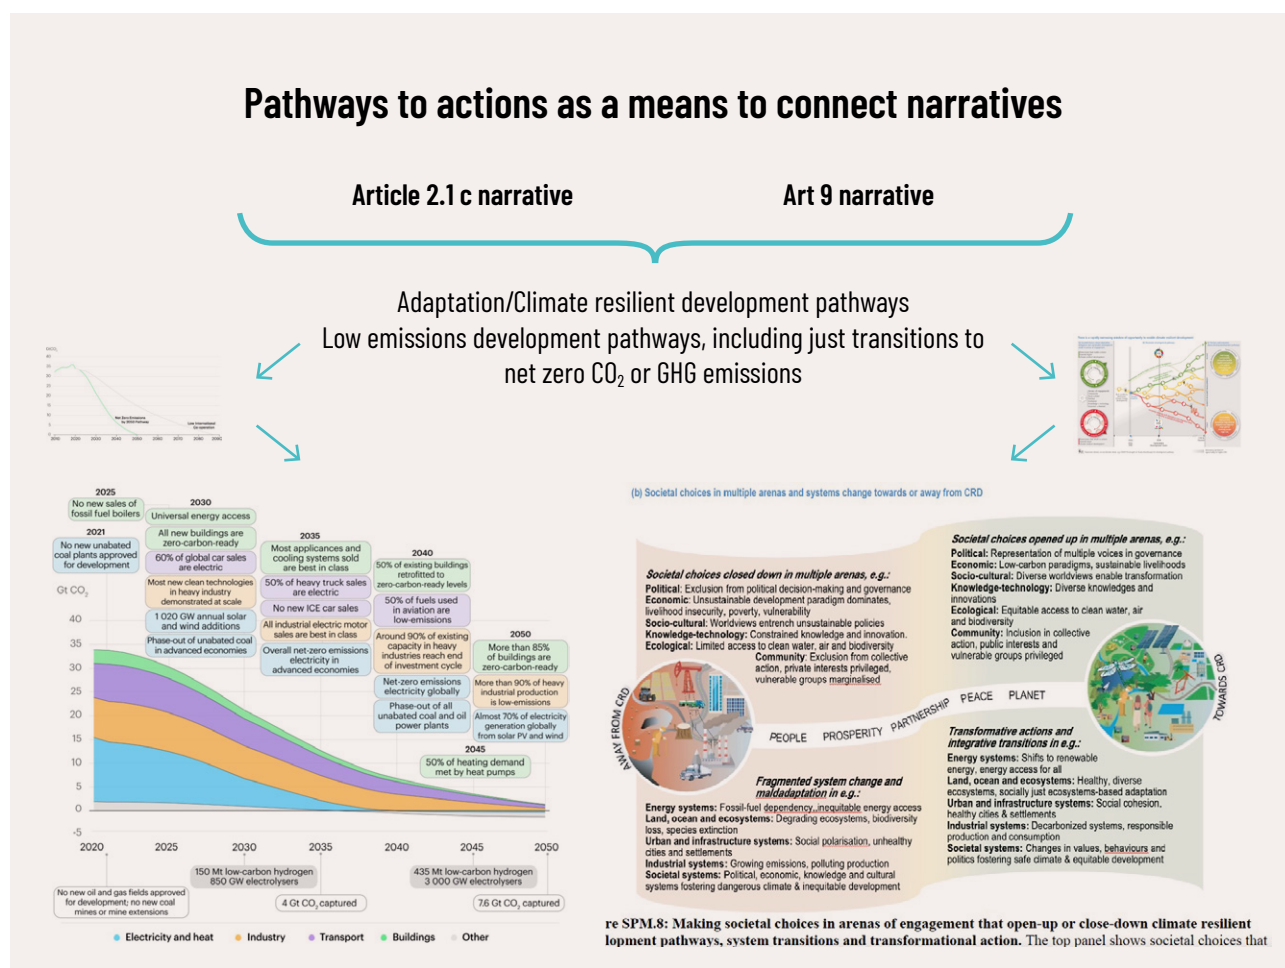 Pathways to actions as a means to connect narratives
Article 2.1 c narrative
Art 9 narrative
Adaptation/Climate resilient development pathways
Low emissions development pathways, including just transitions to
net zero CO₂ or GHG emissions
Net Zero Emissions
by 2050 Pathway
Low International
Co-operation
2010 2020 2030 2040 2050 2060 2070 2080 2090
2025
No new sales of
fossil fuel boilers
2021
No new unabated
coal plants approved
for development
2030
Universal energy access
All new buildings are
zero-carbon-ready
60% of global car sales
are electric
Most new clean technologies
in heavy industry
demonstrated at scale
1 020 GW annual solar
and wind additions
Phase-out of unabated coal
in advanced economies
2035
Most applicances and
cooling systems sold
are best in class
50% of heavy truck sales
are electric
No new ICE car sales
All industrial electric motor
sales are best in class
Overall net-zero emissions
electricity in
advanced economies
2040
50% of existing buildings
retrofitted to
zero-carbon-ready levels
50% of fuels used
in aviation are
low-emissions
Around 90% of existing
capacity in heavy
industries reach end
of investment cycle
Net-zero emissions
electricity globally
Phase-out of all
unabated coal and oil
power plants
2050
More than 85%
of buildings are
zero-carbon-ready
More than 90% of heavy
industrial production
is low-emissions
Almost 70% of electricity
generation globally
from solar PV and wind
2045
50% of heating demand
met by heat pumps
Gt CO₂
40
35
30
25
20
15
10
5
0
-5
2020 2025 2030 2035 2040 2045 2050
150 Mt low-carbon hydrogen
850 GW electrolysers
435 Mt low-carbon hydrogen
3 000 GW electrolysers
No new oil and gas fields approved
for development; no new coal
mines or mine extensions
4 Gt CO₂ captured
7.6 Gt CO₂ captured
Electricity and heat Industry Transport Buildings Other
(b) Societal choices in multiple arenas and systems change towards or away from CRD
Societal choices closed down in multiple arenas, e.g.:
Political: Exclusion from political decision-making and governance
Economic: Unsustainable development paradigm dominates,
livelihood insecurity, poverty, vulnerability
Socio-cultural: Worldviews entrench unsustainable policies
Knowledge-technology: Constrained knowledge and innovation.
Ecological: Limited access to clean water, air and biodiversity
Community: Exclusion from collective
action, private interests privileged,
vulnerable groups marginalised
Societal choices opened up in multiple arenas, e.g.:
Political: Representation of multiple voices in governance
Economic: Low-carbon paradigms, sustainable livelihoods
Socio-cultural: Diverse worldviews enable transformation
Knowledge-technology: Diverse knowledges and
innovations
Ecological: Equitable access to clean water, air
and biodiversity
Community: Inclusion in collective
action, public interests and
vulnerable groups privileged
AWAY FROM CRD
PEOPLE PROSPERITY PARTNERSHIP PEACE PLANET
TOWARDS CRD
Fragmented system change and
maladaptation in e.g.:
Energy systems: Fossil-fuel dependency,,inequitable energy access
Land, ocean and ecosystems: Degrading ecosystems, biodiversity
loss, species extinction
Urban and infrastructure systems: Social polarisation, unhealthy
cities and settlements
Industrial systems: Growing emissions, polluting production
Societal systems: Political, economic, knowledge and cultural
systems fostering dangerous climate & inequitable development
Transformative actions and
integrative transitions in e.g.:
Energy systems: Shifts to renewable
energy, energy access for all
Land, ocean and ecosystems: Healthy, diverse
ecosystems, socially just ecosystems-based adaptation
Urban and infrastructure systems: Social cohesion,
healthy cities & settlements
Industrial systems: Decarbonized systems, responsible
production and consumption
Societal systems: Changes in values, behaviours and
politics fostering safe climate & equitable development
re SPM.8: Making societal choices in arenas of engagement that open-up or close-down climate resilient
lopment pathways, system transitions and transformational action. The top panel shows societal choices that